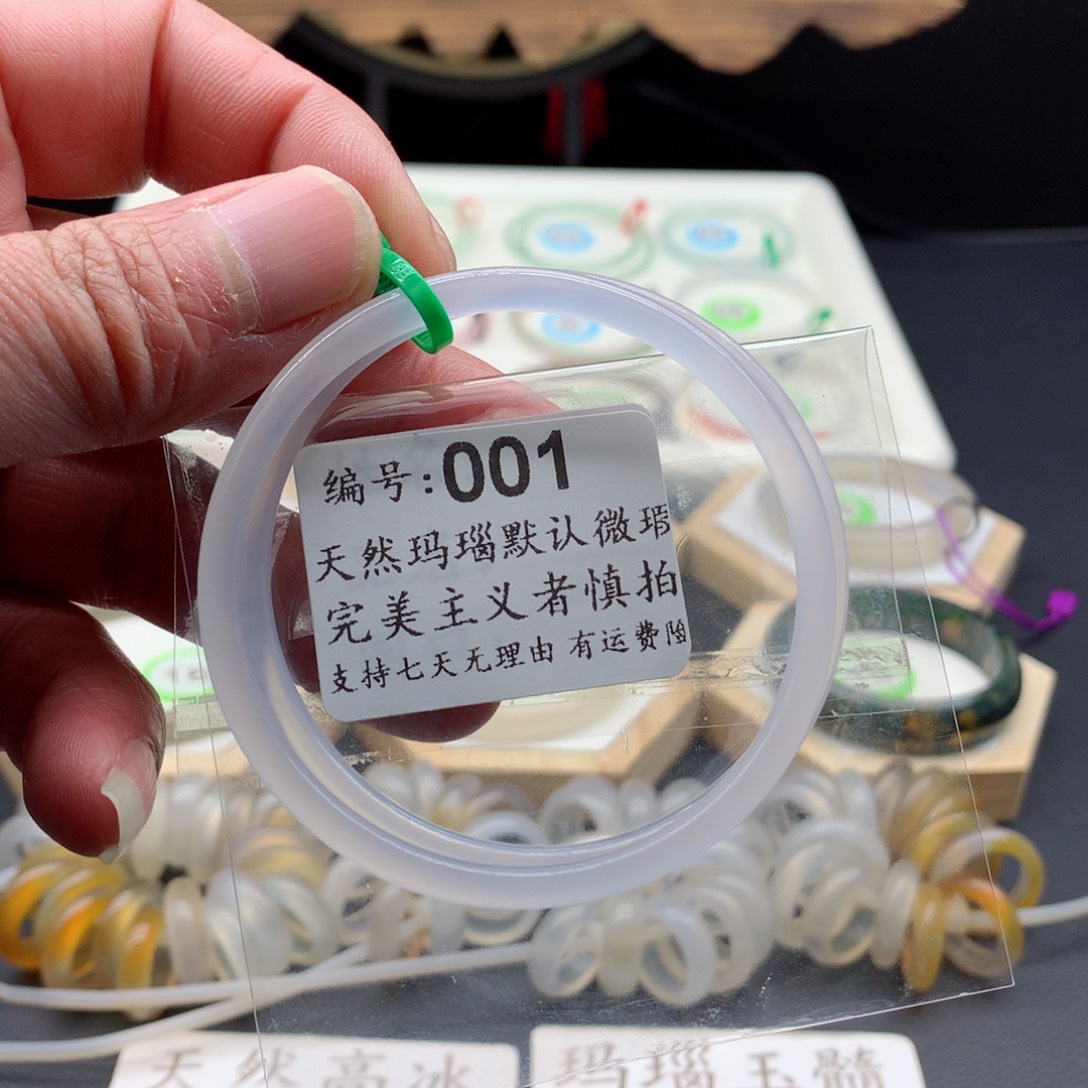 编号:001
天然玛瑙默认微瑕
完美主义者慎拍
支持七天无理由 有运费险
天然高冰
玛瑙玉髓